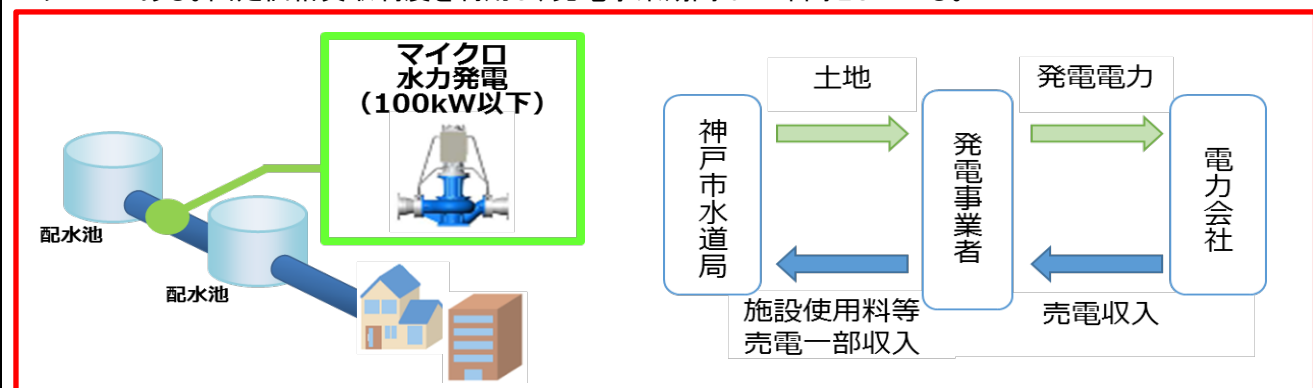 マイクロ
水力発電
（100kW以下）
配水池
配水池
土地
発電電力
神戸市水道局
発電事業者
電力会社
施設使用料等
売電一部収入
売電収入